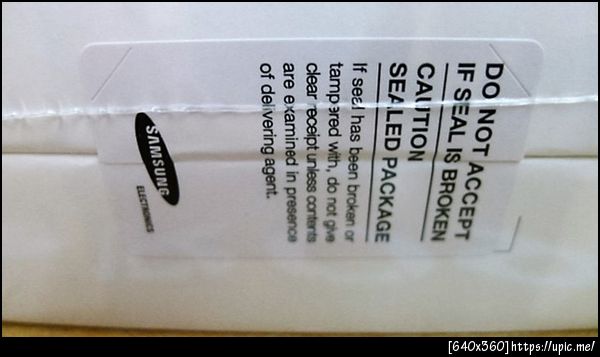 DO NOT ACCEPT
IF SEAL IS BROKEN
CAUTION
SEALED PACKAGE
If seal has been broken or
tampered with, do not give
clear receipt unless contents
are examined in presence
of delivering agent.
SAMSUNG
ELECTRONICS
[640x360]https://upic.me/